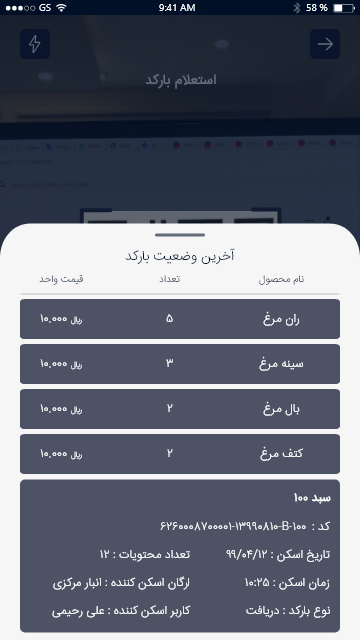 GS 9:41 AM 58 %
استعلام بارکد
آخرین وضعیت بارکد
نام محصول تعداد قیمت واحد
ران مرغ ۵ ۱۰,۰۰۰ ریال
سینه مرغ ۳ ۱۰,۰۰۰ ریال
بال مرغ ۲ ۱۰,۰۰۰ ریال
کتف مرغ ۲ ۱۰,۰۰۰ ریال
سبد ۱۰۰
کد : ۶۲۶۰۰۰۸۷۰۰۰۰۱-۱۳۹۹۰۸۱۰-B-۱۰۰
تاریخ اسکن : ۹۹/۰۴/۱۲ تعداد محتویات : ۱۲
زمان اسکن : ۱۰:۲۵ ارگان اسکن کننده : انبار مرکزی
نوع بارکد : دریافت کاربر اسکن کننده : علی رحیمی